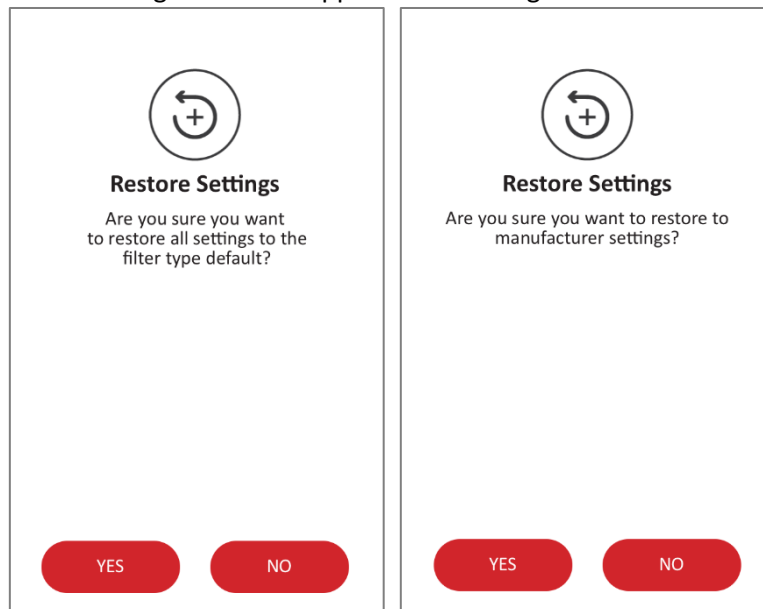 Restore Settings
Are you sure you want
to restore all settings to the
filter type default?
YES
NO
Restore Settings
Are you sure you want to restore to
manufacturer settings?
YES
NO